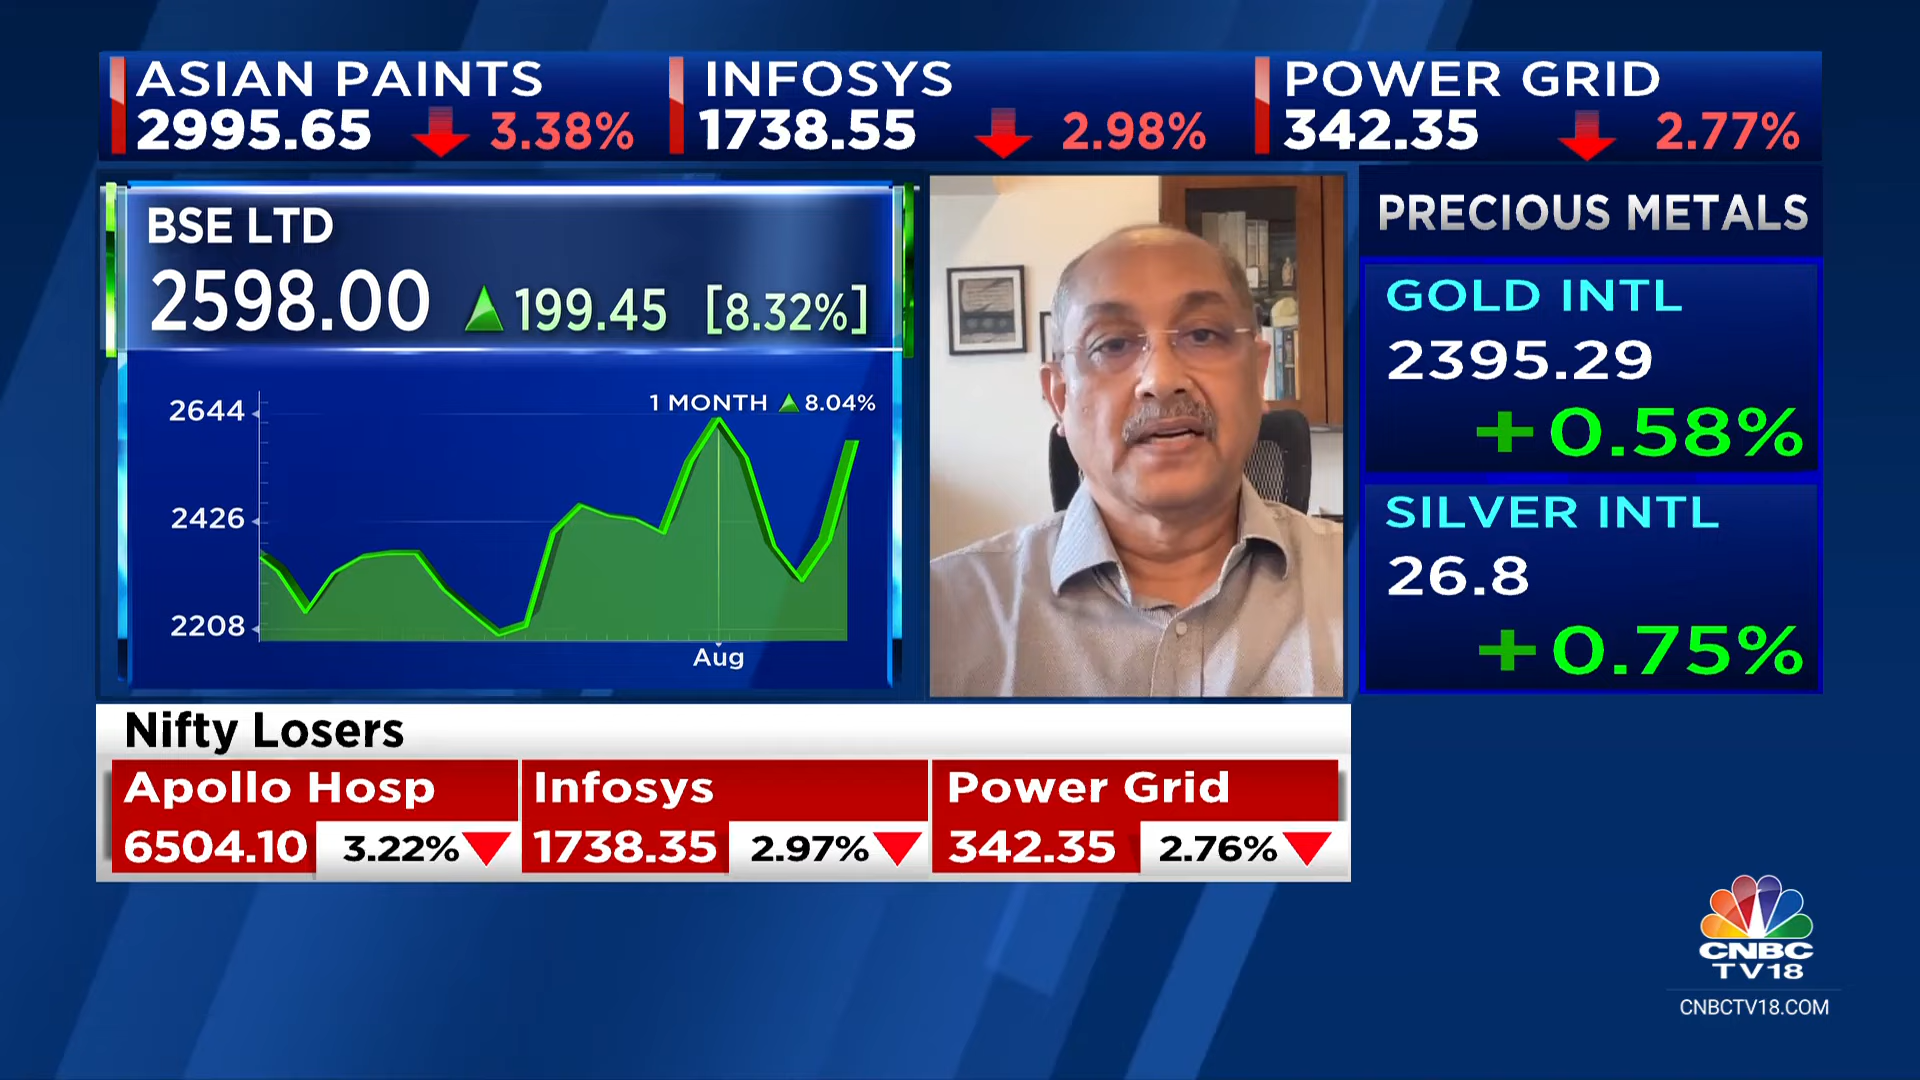 ASIAN PAINTS
2995.65 3.38%
INFOSYS
1738.55 2.98%
POWER GRID
342.35 2.77%
BSE LTD
2598.00 199.45 [8.32%]
1 MONTH 8.04%
2644
2426
2208
Aug
PRECIOUS METALS
GOLD INTL
2395.29
+0.58%
SILVER INTL
26.8
+0.75%
Nifty Losers
Apollo Hosp
6504.10 3.22%
Infosys
1738.35 2.97%
Power Grid
342.35 2.76%
CNBC
TV18
CNBCTV18.COM